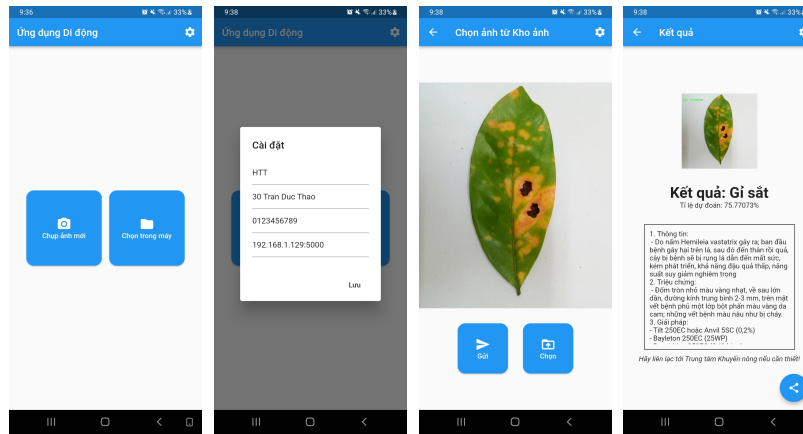 9:36
33%
Ứng dụng Di động
Chụp ảnh mới
Chọn trong máy
9:38
33%
Ứng dụng Di động
Cài đặt
HTT
30 Tran Duc Thao
0123456789
192.168.1.129:5000
Lưu
9:38
33%
Chọn ảnh từ Kho ảnh
Gửi
Chọn
9:38
33%
Kết quả
Kết quả: Gỉ sắt
Tỉ lệ dự đoán: 75.77073%
1. Thông tin:
- Do nấm Hemileia vastatrix gây ra; ban đầu
bệnh gây hại trên lá, sau đó đến thân rồi quả,
cây bị bệnh sẽ bị rụng lá dẫn đến mất sức,
kém phát triển, khả năng đậu quả thấp, năng
suất suy giảm nghiêm trọng
2. Triệu chứng:
- Đốm tròn nhỏ màu vàng nhạt, về sau lớn
dần, đường kính trung bình 2-3 mm, trên mặt
vết bệnh phủ một lớp bột phấn màu vàng da
cam; những vết bệnh màu nâu như bị cháy.
3. Giải pháp:
- Tilt 250EC hoặc Anvil 5SC (0,2%)
- Bayleton 250EC (25WP)
Hãy liên lạc tới Trung tâm Khuyến nông nếu cần thiết!